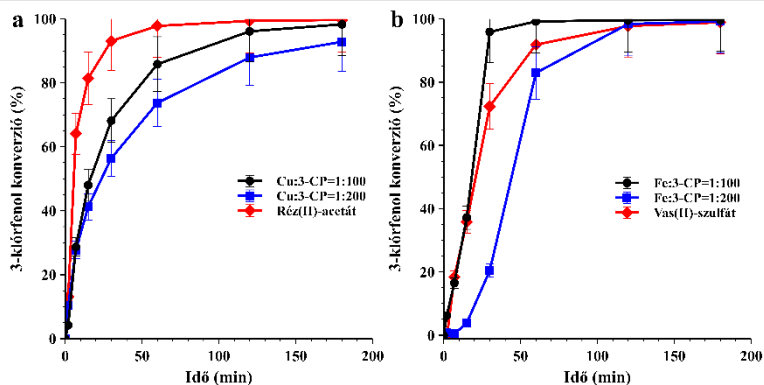 a
100
80
60
40
20
0
3-klórfenol konverzió (%)
Cu:3-CP=1:100
Cu:3-CP=1:200
Réz(II)-acetát
0
50
100
150
200
Idő (min)
b
100
80
60
40
20
0
3-klórfenol konverzió (%)
Fe:3-CP=1:100
Fe:3-CP=1:200
Vas(II)-szulfát
0
50
100
150
200
Idő (min)